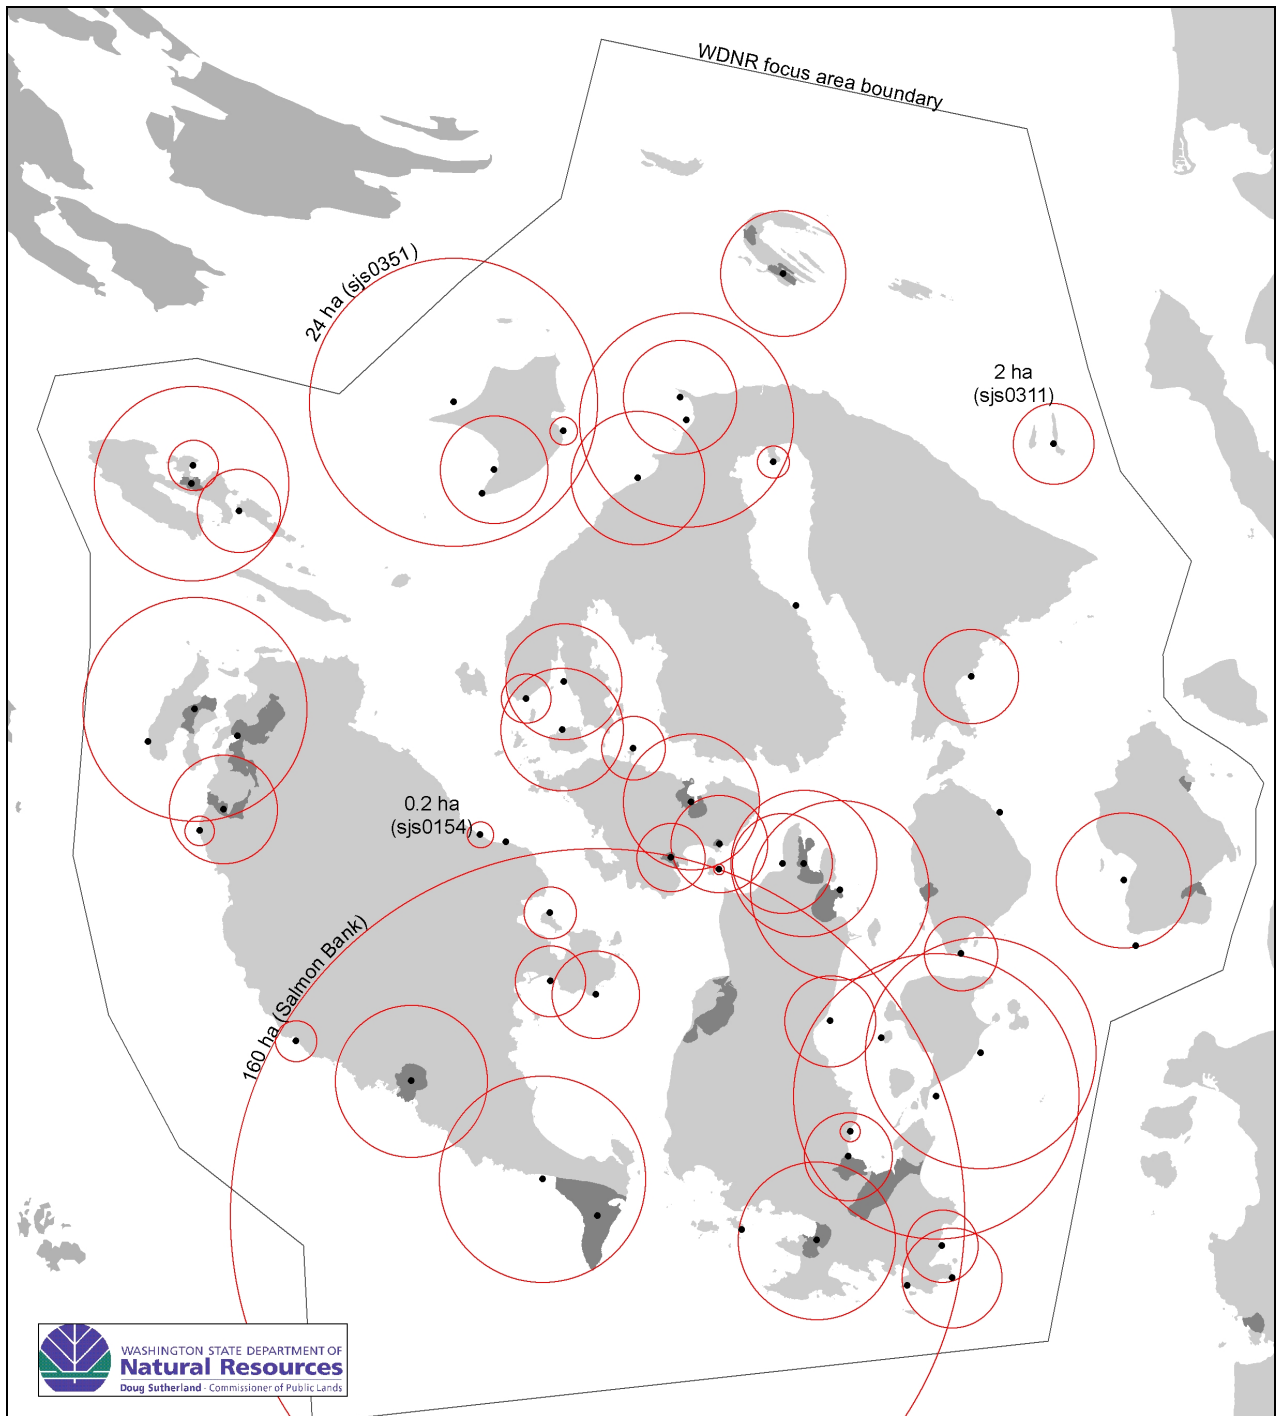 WDNR focus area boundary
24 ha (sjs0351)
2 ha
(sjs0311)
0.2 ha
(sjs0154)
160 ha (Salmon Bank)
WASHINGTON STATE DEPARTMENT OF
Natural Resources
Doug Sutherland - Commissioner of Public Lands